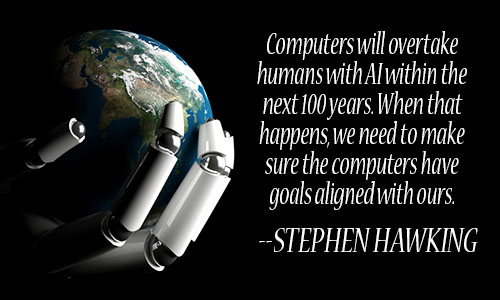 Computers will overtake
humans with AI within the
next 100 years. When that
happens, we need to make
sure the computers have
goals aligned with ours.
--STEPHEN HAWKING